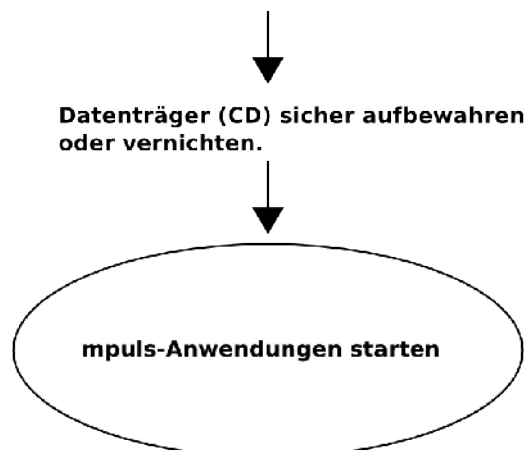 Datenträger (CD) sicher aufbewahren
oder vernichten.
mpuls-Anwendungen starten